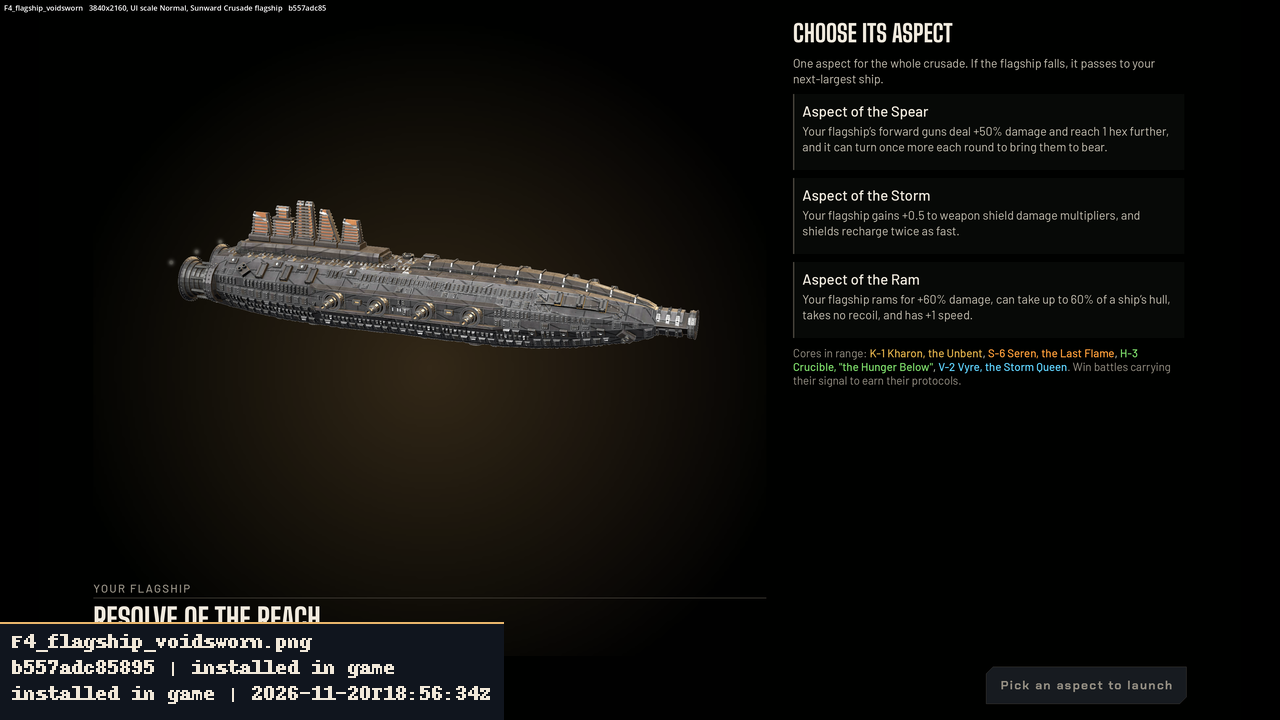 F4_flagship_voidsworn 3840x2160, UI scale Normal, Sunward Crusade flagship b557adc85
CHOOSE ITS ASPECT
One aspect for the whole crusade. If the flagship falls, it passes to your
next-largest ship.
Aspect of the Spear
Your flagship's forward guns deal +50% damage and reach 1 hex further,
and it can turn once more each round to bring them to bear.
Aspect of the Storm
Your flagship gains +0.5 to weapon shield damage multipliers, and
shields recharge twice as fast.
Aspect of the Ram
Your flagship rams for +60% damage, can take up to 60% of a ship's hull,
takes no recoil, and has +1 speed.
Cores in range: K-1 Kharon, the Unbent, S-6 Seren, the Last Flame, H-3
Crucible, "the Hunger Below", V-2 Vyre, the Storm Queen. Win battles carrying
their signal to earn their protocols.
YOUR FLAGSHIP
RESOLVE OF THE REACH
F4_flagship_voidsworn.png
b557adc85895 | installed in game
installed in game | 2026-11-20T18:56:34Z
Pick an aspect to launch